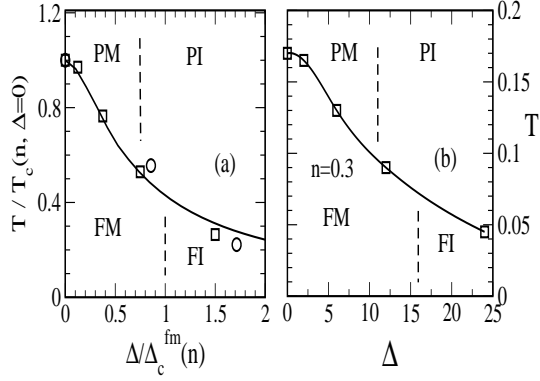 T / T_c(n, Δ=0)
1.2
0.8
0.4
0
PM
PI
(a)
FM
FI
0 0.5 1 1.5 2
Δ/Δ_c^fm(n)
PM
PI
n=0.3
(b)
FM
FI
0 5 10 15 20 25
Δ
0.2
0.15
0.1
0.05
0
T